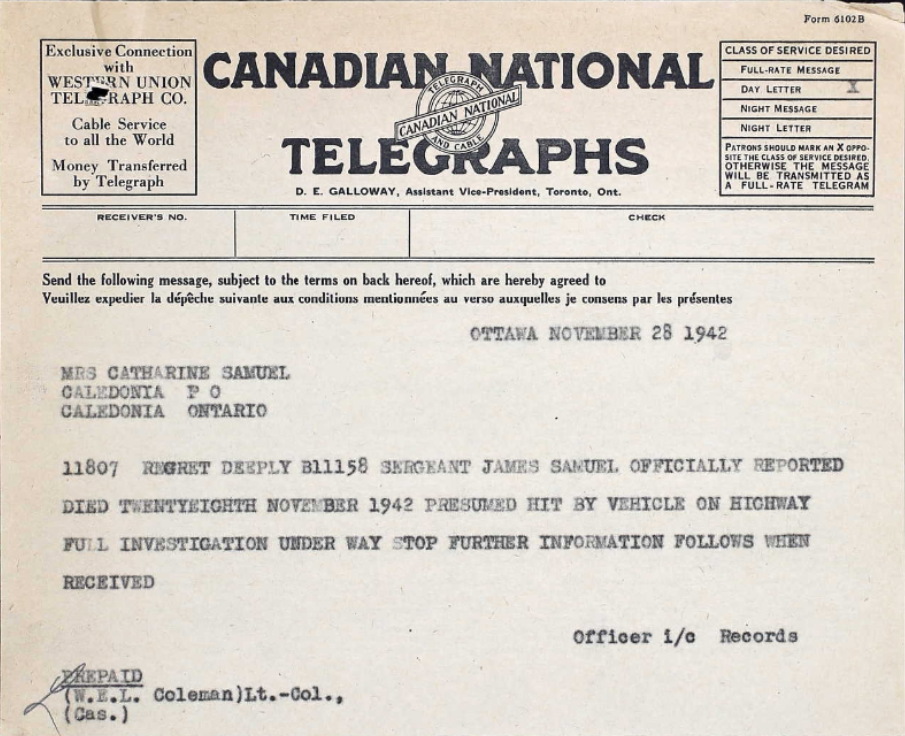 Form 6102B
Exclusive Connection
with
WESTERN UNION
TELEGRAPH CO.
Cable Service
to all the World
Money Transferred
by Telegraph
CANADIAN NATIONAL
TELEGRAPHS
TELEGRAPH
CANADIAN NATIONAL
AND CABLE
D. E. GALLOWAY, Assistant Vice-President, Toronto, Ont.
CLASS OF SERVICE DESIRED
FULL-RATE MESSAGE
DAY LETTER X
NIGHT MESSAGE
NIGHT LETTER
PATRONS SHOULD MARK AN X OPPO-
SITE THE CLASS OF SERVICE DESIRED,
OTHERWISE THE MESSAGE
WILL BE TRANSMITTED AS
A FULL-RATE TELEGRAM
RECEIVER'S NO. TIME FILED CHECK
Send the following message, subject to the terms on back hereof, which are hereby agreed to
Veuillez expedier la dépêche suivante aux conditions mentionnées au verso auxquelles je consens par les présentes
OTTAWA NOVEMBER 28 1942
MRS CATHARINE SAMUEL
CALEDONIA P O
CALEDONIA ONTARIO
11807 REGRET DEEPLY B11158 SERGEANT JAMES SAMUEL OFFICIALLY REPORTED
DIED TWENTYEIGHTH NOVEMBER 1942 PRESUMED HIT BY VEHICLE ON HIGHWAY
FULL INVESTIGATION UNDER WAY STOP FURTHER INFORMATION FOLLOWS WHEN
RECEIVED
Officer i/c Records
PREPAID
(W.E.L. Coleman)Lt.-Col.,
(Cas.)